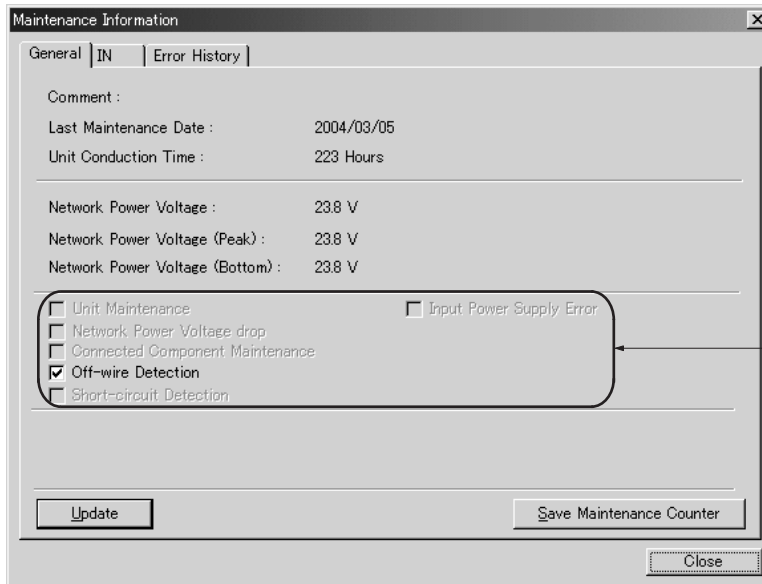 Maintenance Information
General IN Error History
Comment :
Last Maintenance Date : 2004/03/05
Unit Conduction Time : 223 Hours
Network Power Voltage : 23.8 V
Network Power Voltage (Peak) : 23.8 V
Network Power Voltage (Bottom) : 23.8 V
Unit Maintenance Input Power Supply Error
Network Power Voltage drop
Connected Component Maintenance
Off-wire Detection
Short-circuit Detection
Update Save Maintenance Counter
Close